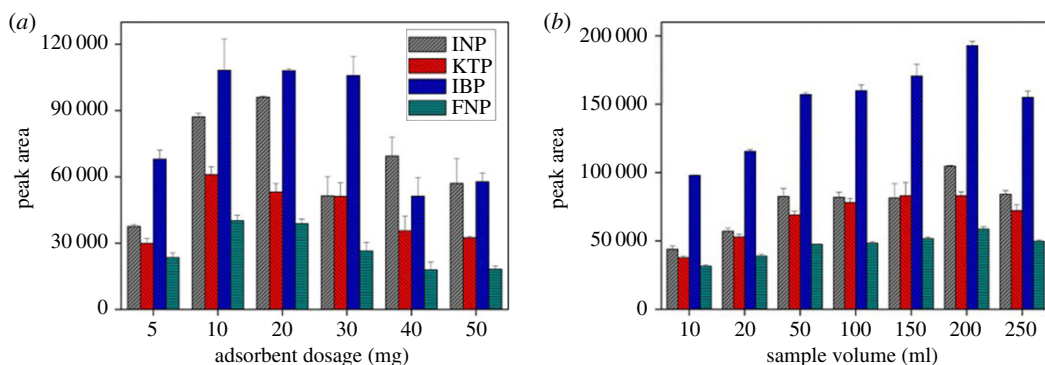 (a)
120 000
90 000
60 000
30 000
0
peak area
INP
KTP
IBP
FNP
5 10 20 30 40 50
adsorbent dosage (mg)
(b)
200 000
150 000
100 000
50 000
0
peak area
10 20 50 100 150 200 250
sample volume (ml)